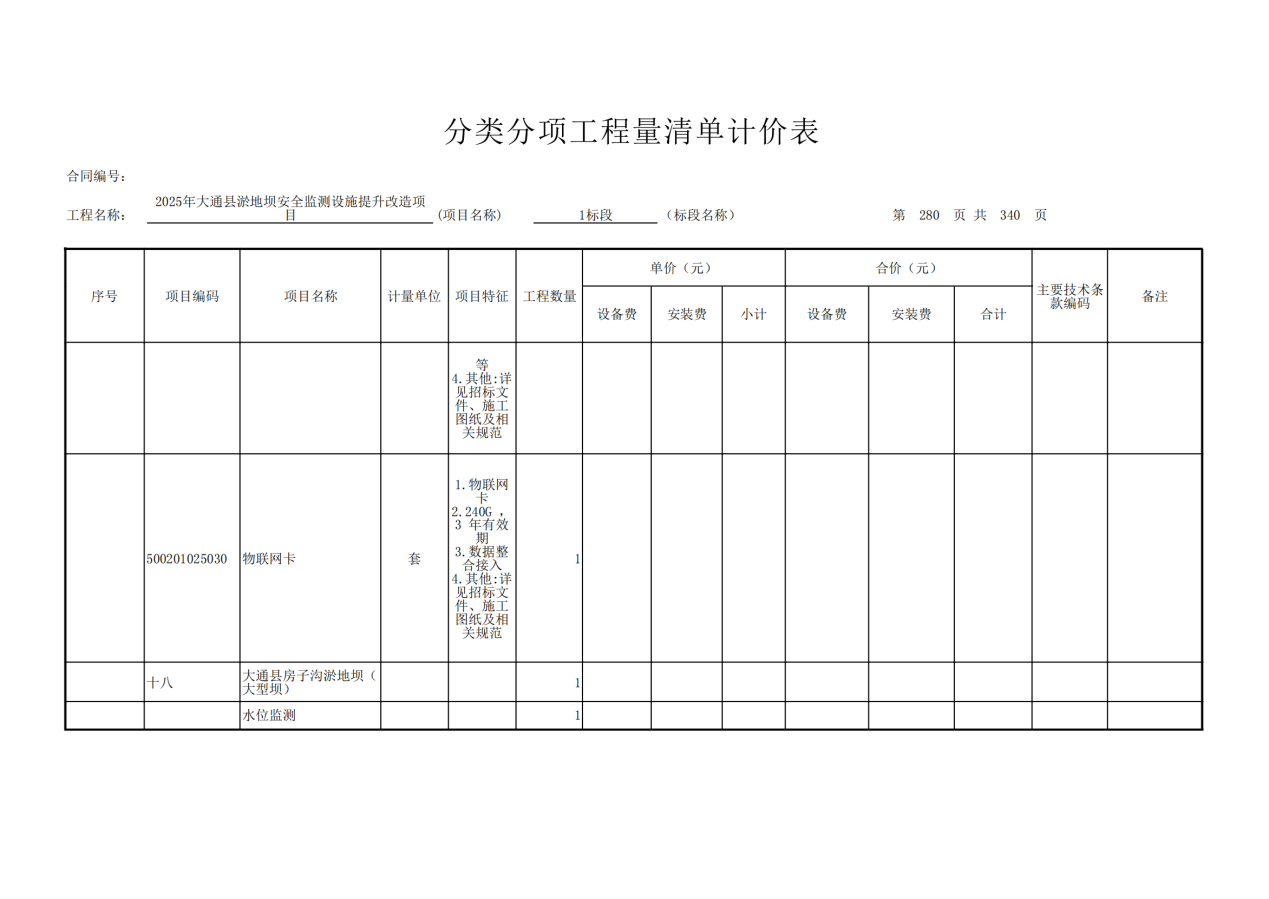 分类分项工程量清单计价表
合同编号：
2025年大通县淤地坝安全监测设施提升改造项
工程名称： 目 (项目名称) 1标段 （标段名称） 第 280 页 共 340 页
单价（元） 合价（元）
序号 项目编码 项目名称 计量单位 项目特征 工程数量 主要技术条 备注
款编码
设备费 安装费 小计 设备费 安装费 合计
等
4.其他:详
见招标文
件、施工
图纸及相
关规范
1.物联网
卡
2.240G ，
3 年有效
期
3.数据整
500201025030 物联网卡 套 合接入 1
4.其他:详
见招标文
件、施工
图纸及相
关规范
大通县房子沟淤地坝（
十八 大型坝） 1
水位监测 1